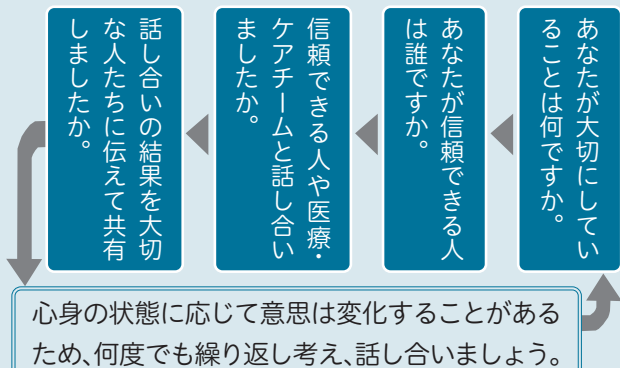 あなたが大切にしてい
ることは何ですか。
あなたが信頼できる人
は誰ですか。
信頼できる人や医療・
ケアチームと話し合い
ましたか。
話し合いの結果を大切
な人たちに伝えて共有
しましたか。
心身の状態に応じて意思は変化することがある
ため、何度でも繰り返し考え、話し合いましょう。